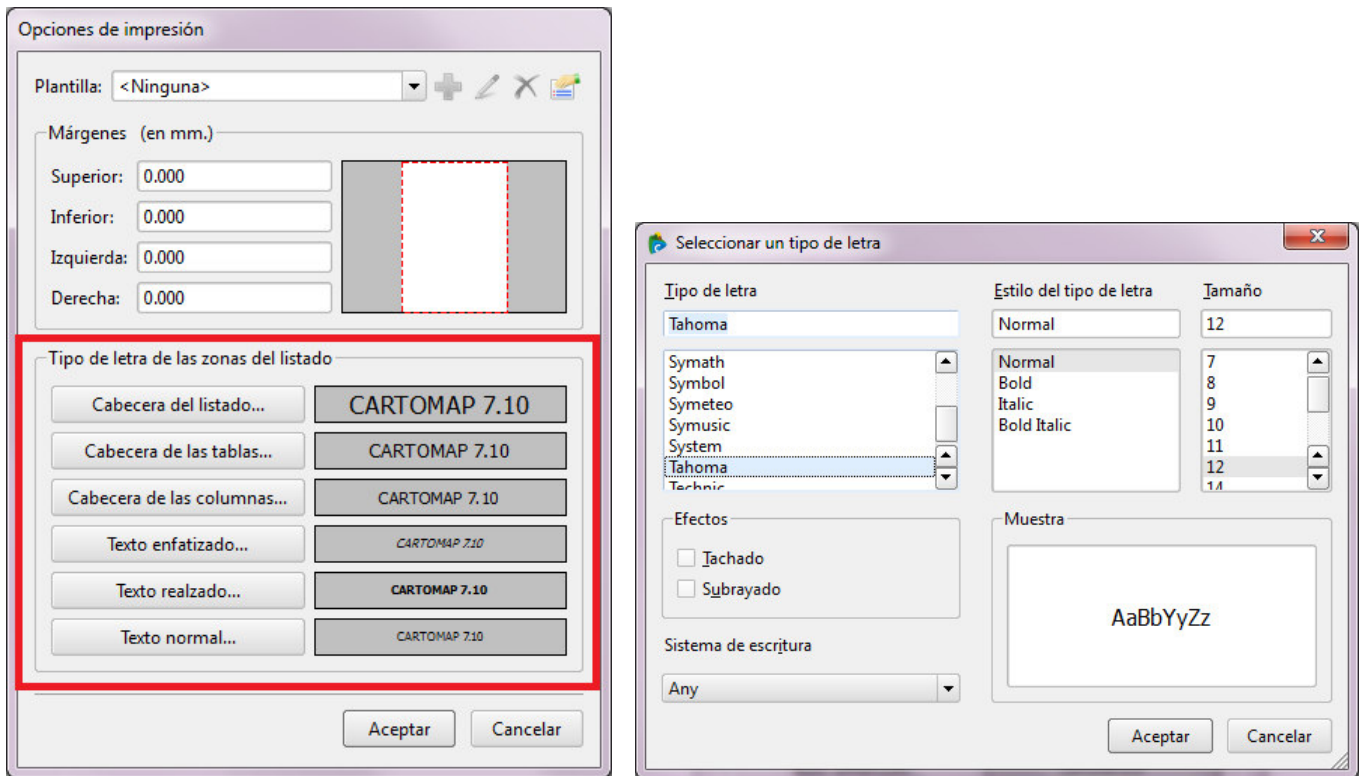 Opciones de impresión
Plantilla: <Ninguna>
Márgenes (en mm.)
Superior: 0.000
Inferior: 0.000
Izquierda: 0.000
Derecha: 0.000
Tipo de letra de las zonas del listado
Cabecera del listado... CARTOMAP 7.10
Cabecera de las tablas... CARTOMAP 7.10
Cabecera de las columnas... CARTOMAP 7.10
Texto enfatizado... CARTOMAP 7.10
Texto realzado... CARTOMAP 7.10
Texto normal... CARTOMAP 7.10
Aceptar Cancelar
Seleccionar un tipo de letra
Tipo de letra Estilo del tipo de letra Tamaño
Tahoma Normal 12
Symath Normal 7
Symbol Bold 8
Symeteo Italic 9
Symusic Bold Italic 10
System 11
Tahoma 12
Technic 14
Efectos Muestra
Tachado
Subrayado
AaBbYyZz
Sistema de escritura
Any
Aceptar Cancelar